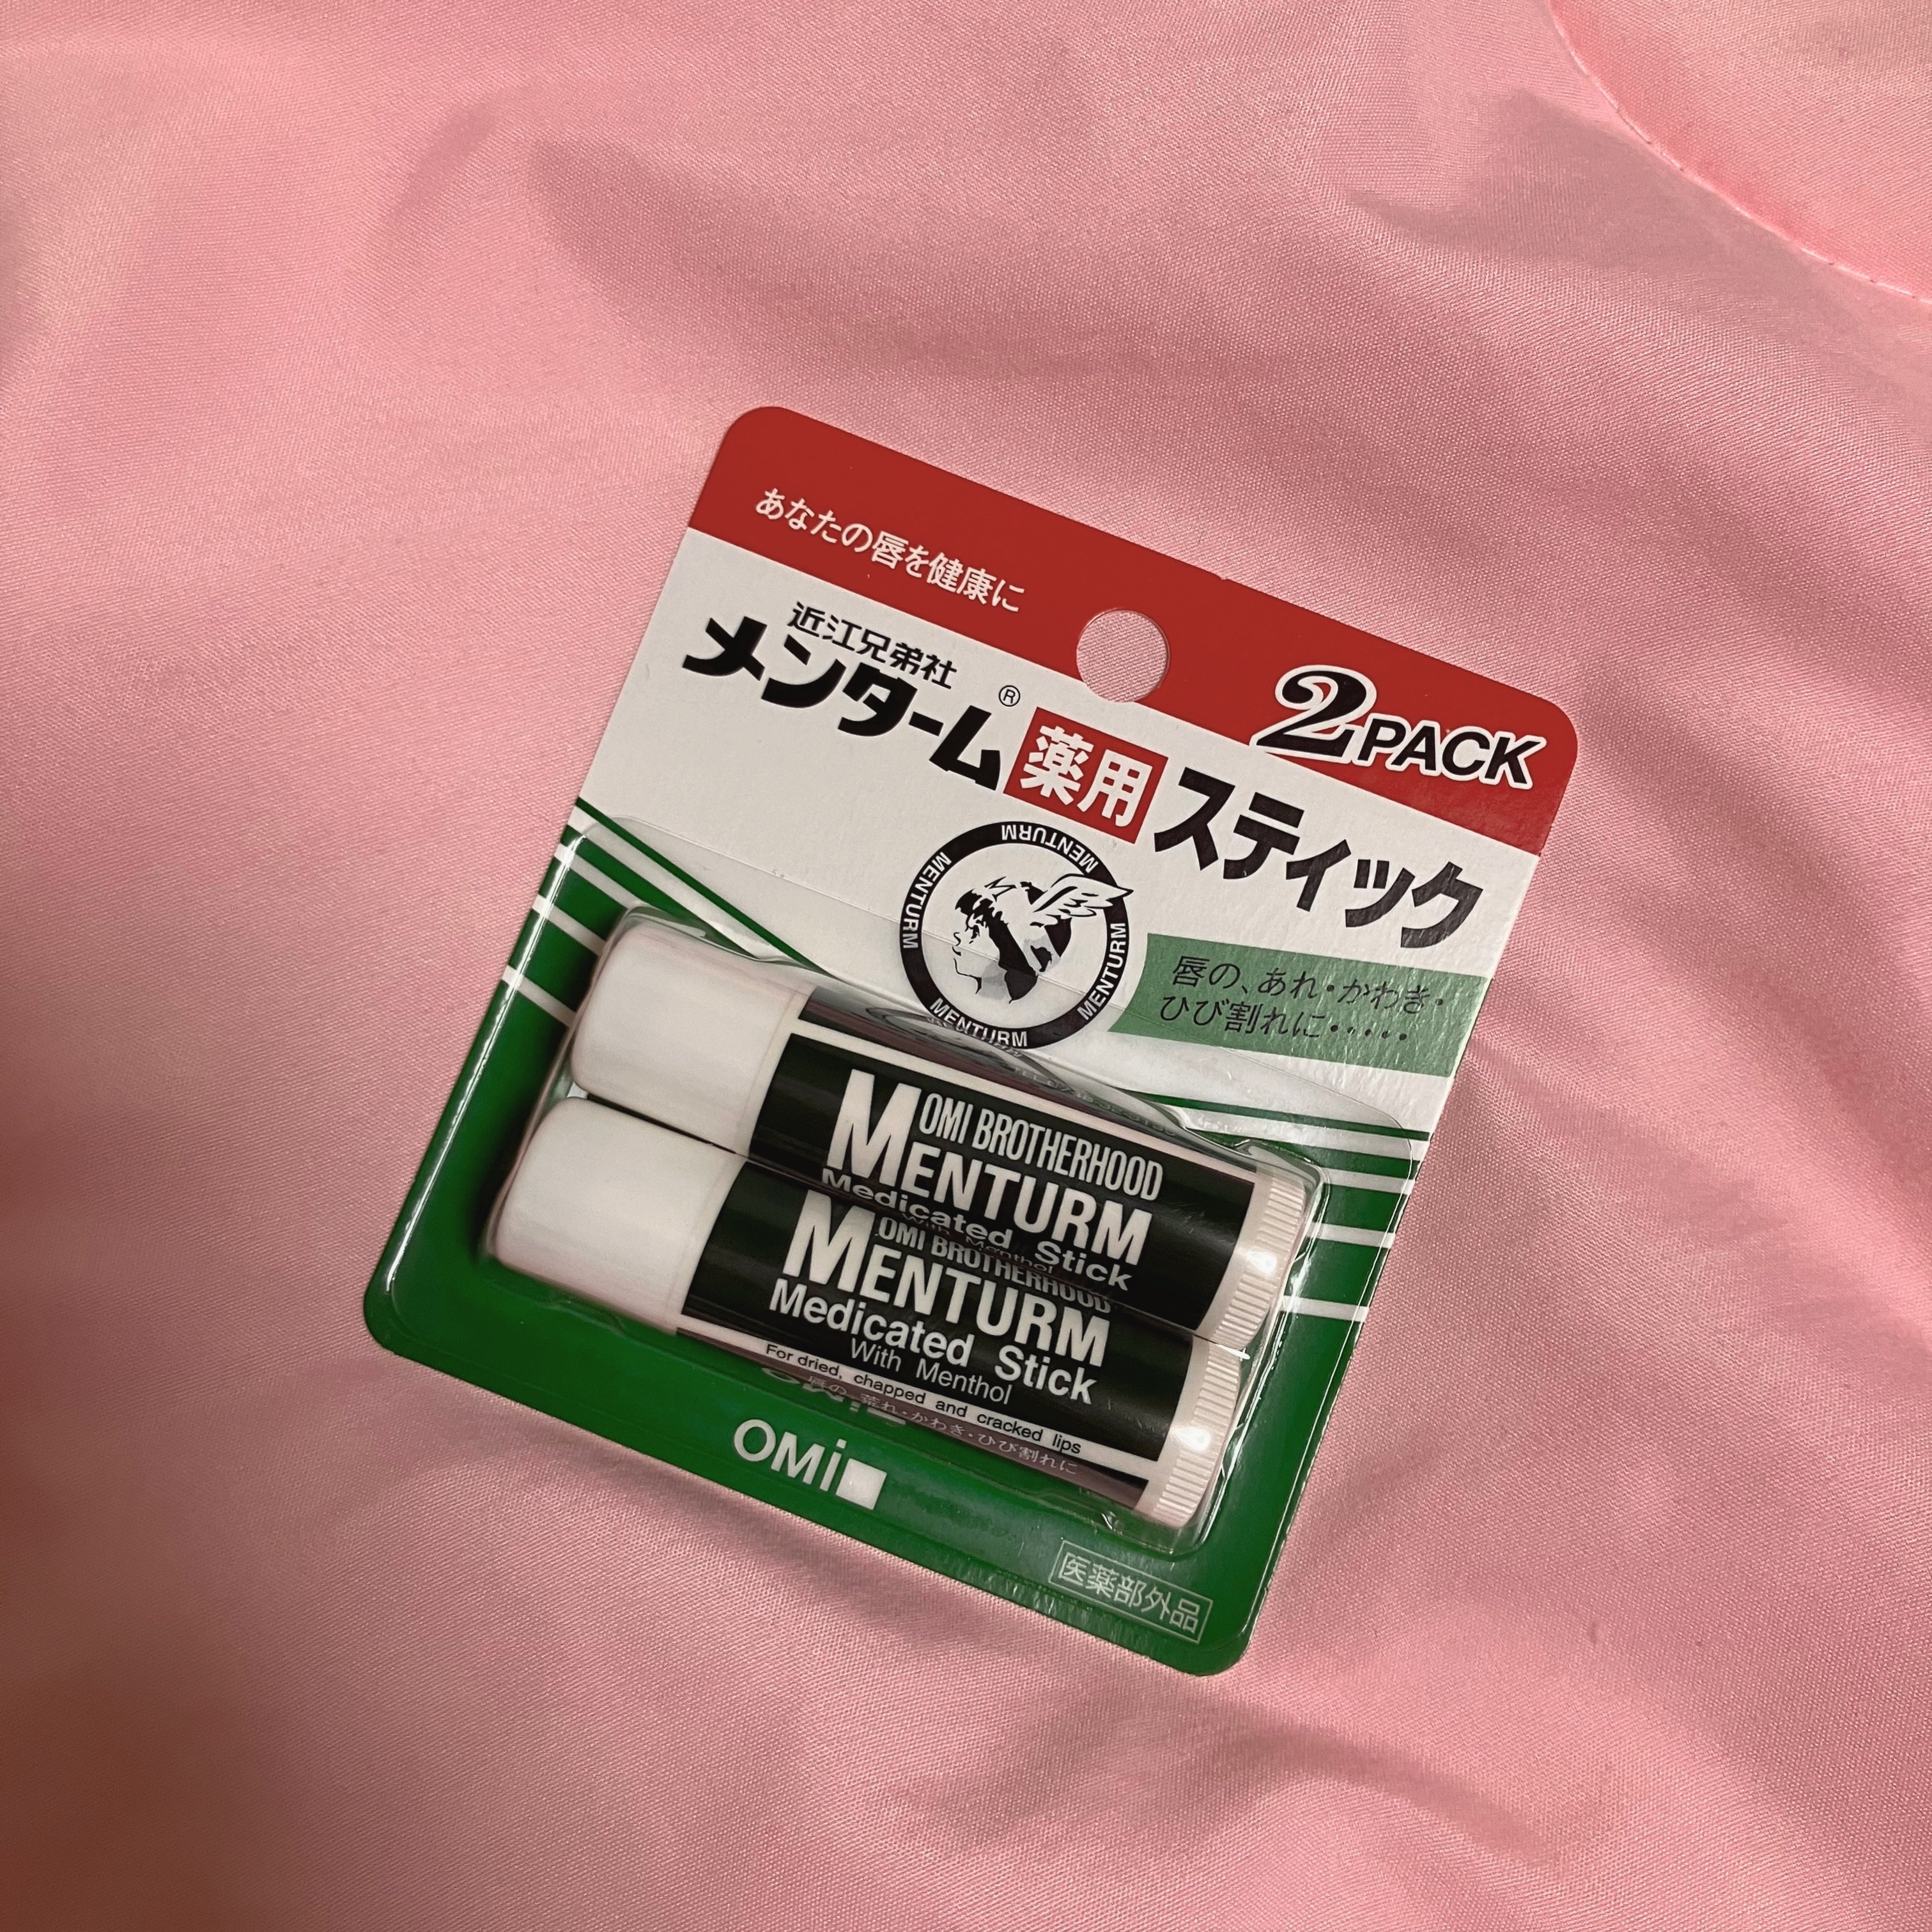 あなたの唇を健康に
2PACK
近江兄弟社
メンターム® 薬用 スティック
MENTURM MENTURM MENTURM MENTURM
唇の、あれ・かわき・
ひび割れに・・・・・
OMI BROTHERHOOD
MENTURM
Medicated Stick
With Menthol
OMI BROTHERHOOD
MENTURM
Medicated Stick
With Menthol
For dried, chapped and cracked lips
唇の、荒れ・かわき・ひび割れに
OMi
医薬部外品